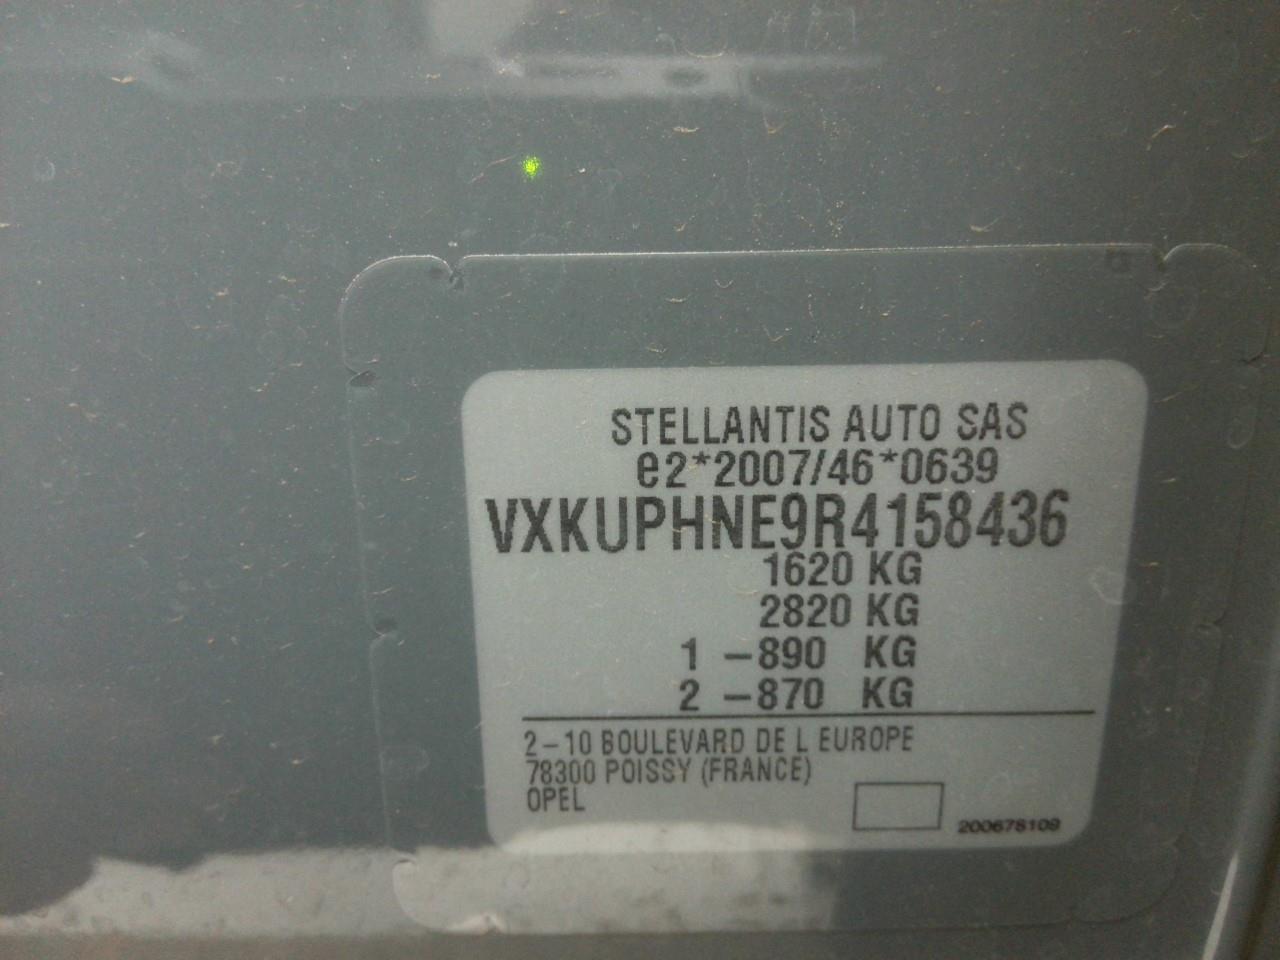 STELLANTIS AUTO SAS
e2*2007/46*0639
VXKUPHNE9R4158436
1620 KG
2820 KG
1 -890 KG
2 -870 KG
2-10 BOULEVARD DE L EUROPE
78300 POISSY (FRANCE)
OPEL
200678109